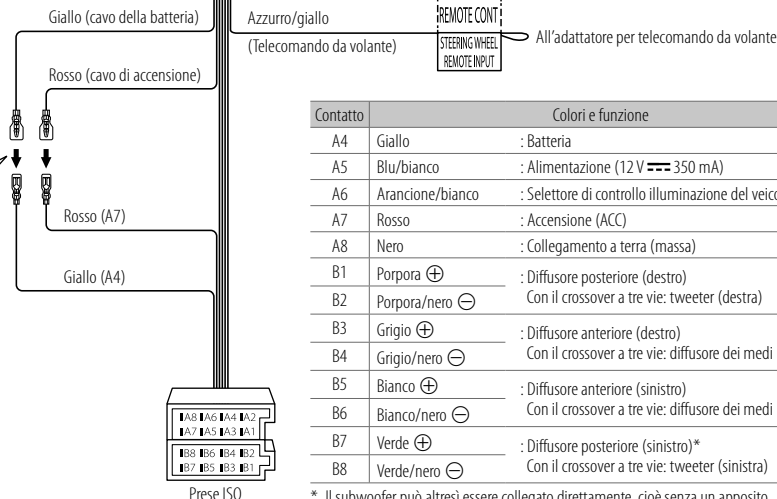 Giallo (cavo della batteria)
Azzurro/giallo
(Telecomando da volante)
REMOTE CONT
STEERING WHEEL
REMOTE INPUT
All'adattatore per telecomando da volante
Rosso (cavo di accensione)
Rosso (A7)
Giallo (A4)
A8 A6 A4 A2
A7 A5 A3 A1
B8 B6 B4 B2
B7 B5 B3 B1
Prese ISO
Contatto Colori e funzione
A4 Giallo : Batteria
A5 Blu/bianco : Alimentazione (12 V ⎓ 350 mA)
A6 Arancione/bianco : Selettore di controllo illuminazione del
A7 Rosso : Accensione (ACC)
A8 Nero : Collegamento a terra (massa)
B1 Porpora ⊕ : Diffusore posteriore (destro)
B2 Porpora/nero ⊖ Con il crossover a tre vie: tweeter (destra)
B3 Grigio ⊕ : Diffusore anteriore (destro)
B4 Grigio/nero ⊖ Con il crossover a tre vie: diffusore dei medi
B5 Bianco ⊕ : Diffusore anteriore (sinistro)
B6 Bianco/nero ⊖ Con il crossover a tre vie: diffusore dei medi
B7 Verde ⊕ : Diffusore posteriore (sinistro)*
B8 Verde/nero ⊖ Con il crossover a tre vie: tweeter (sinistra)
* Il subwoofer può altresì essere collegato direttamente, cioè senza un apposito